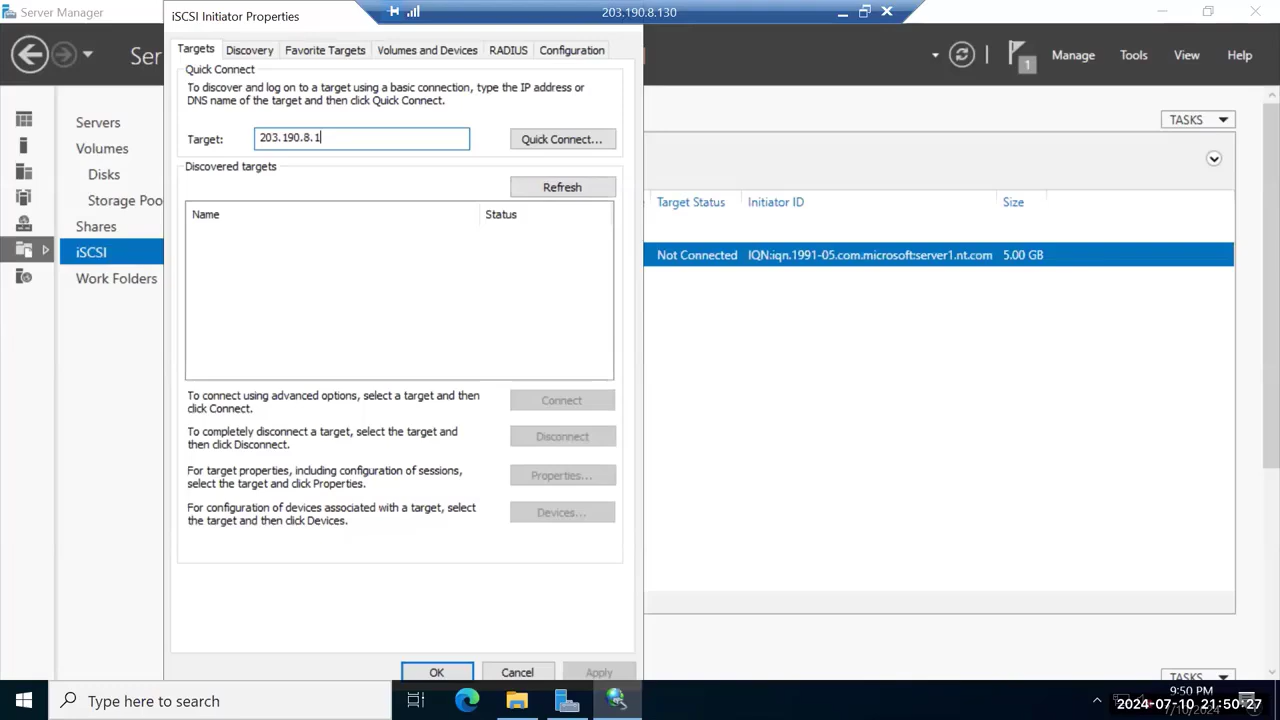 Server Manager
iSCSI Initiator Properties
203.190.8.130
Ser
1
Manage
Tools
View
Help
Targets
Discovery
Favorite Targets
Volumes and Devices
RADIUS
Configuration
Quick Connect
To discover and log on to a target using a basic connection, type the IP address or
DNS name of the target and then click Quick Connect.
Target:
203.190.8.1
Quick Connect...
Discovered targets
Refresh
Name
Status
To connect using advanced options, select a target and then
click Connect.
Connect
To completely disconnect a target, select the target and
then click Disconnect.
Disconnect
For target properties, including configuration of sessions,
select the target and click Properties.
Properties...
For configuration of devices associated with a target, select
the target and then click Devices.
Devices...
OK
Cancel
Apply
Servers
Volumes
Disks
Storage Poo
Shares
iSCSI
Work Folders
TASKS
Target Status
Initiator ID
Size
Not Connected
IQN:iqn.1991-05.com.microsoft:server1.nt.com
5.00 GB
TASKS
Type here to search
9:50 PM
2024-07-10 21:50:27